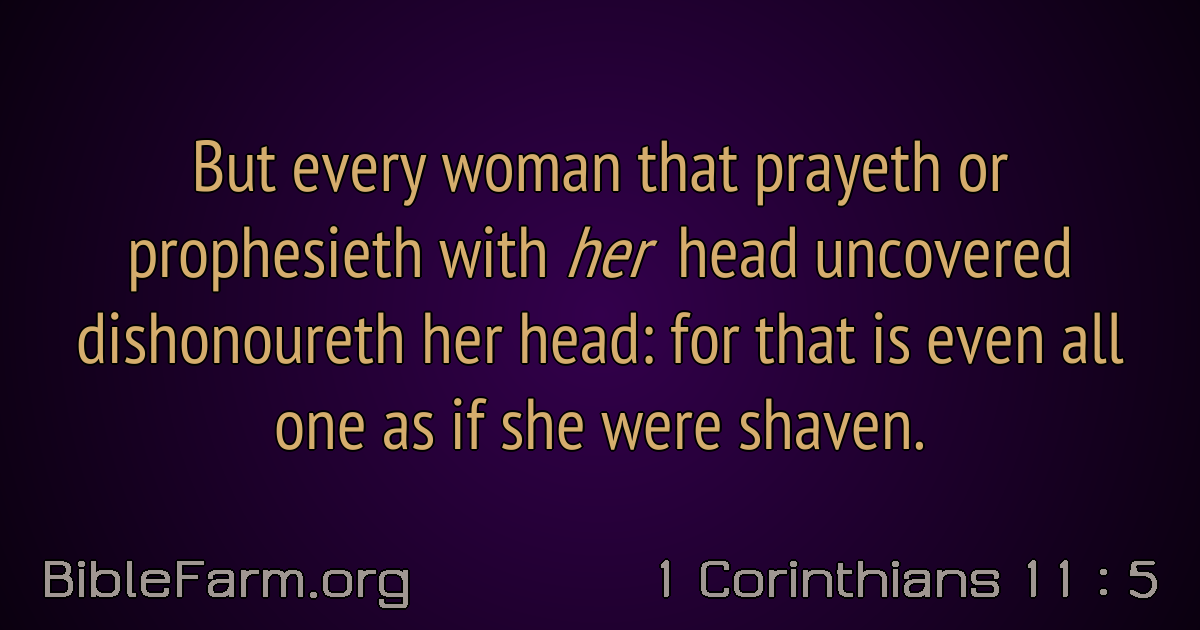 But every woman that prayeth or
prophesieth with her head uncovered
dishonoureth her head: for that is even all
one as if she were shaven.
BibleFarm.org
1 Corinthians 11 : 5